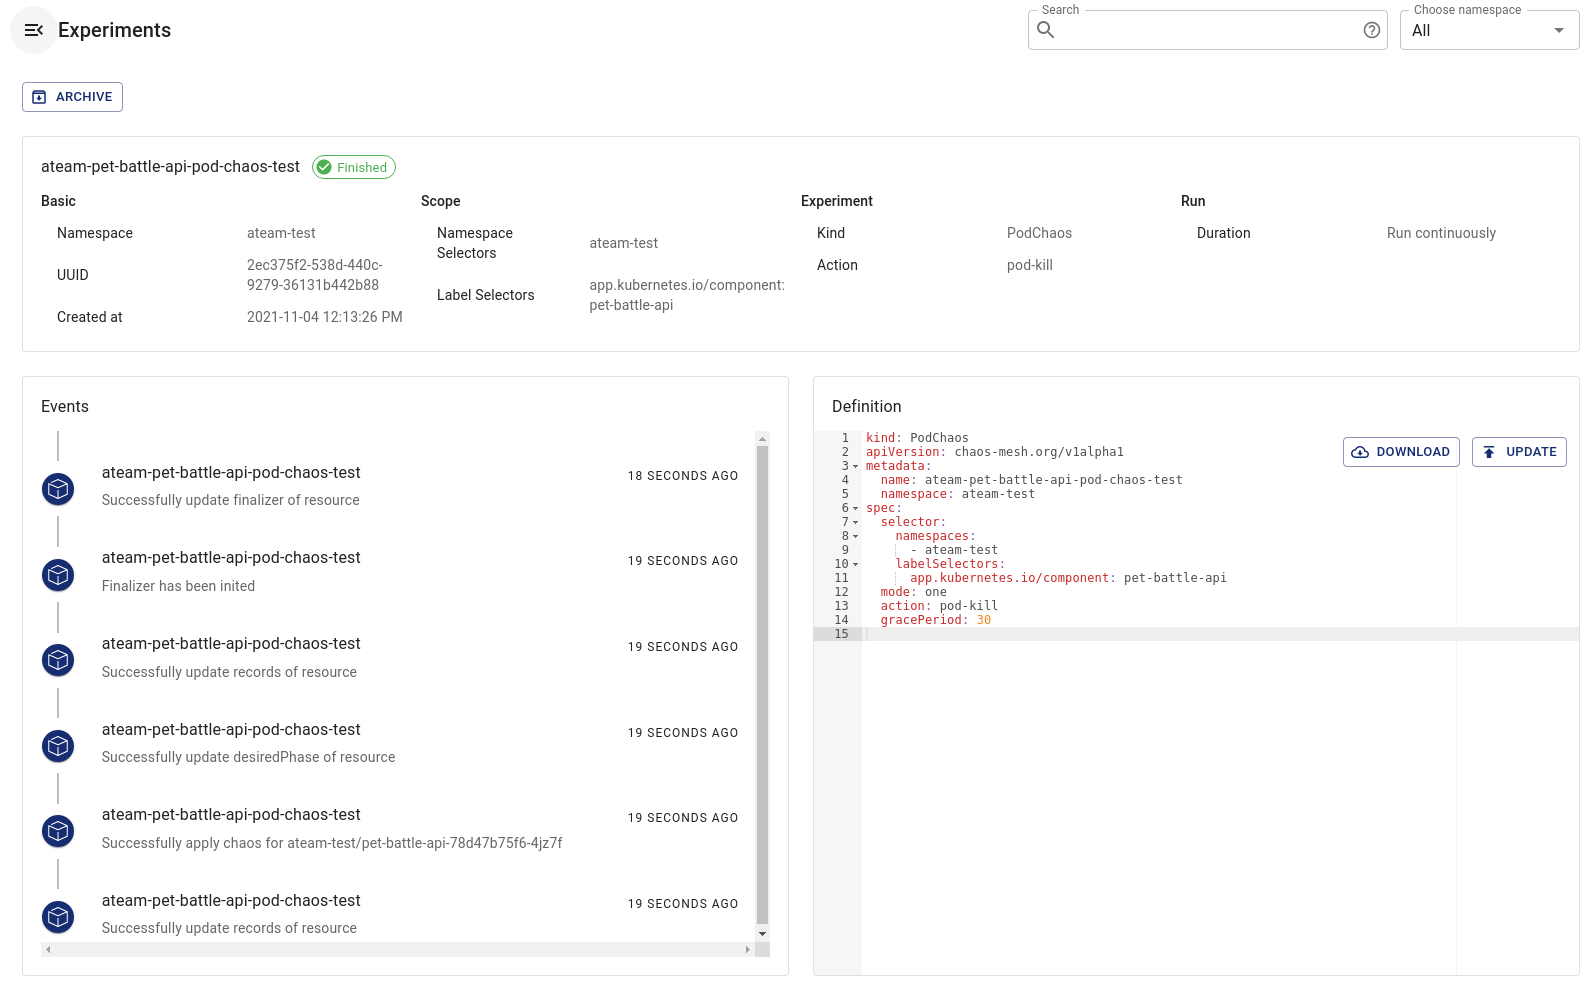 Experiments
Search
Choose namespace
All
ARCHIVE
ateam-pet-battle-api-pod-chaos-test Finished
Basic
Namespace ateam-test
UUID 2ec375f2-538d-440c-
9279-36131b442b88
Created at 2021-11-04 12:13:26 PM
Scope
Namespace
Selectors ateam-test
Label Selectors app.kubernetes.io/component:
pet-battle-api
Experiment
Kind PodChaos
Action pod-kill
Run
Duration Run continuously
Events
ateam-pet-battle-api-pod-chaos-test 18 SECONDS AGO
Successfully update finalizer of resource
ateam-pet-battle-api-pod-chaos-test 19 SECONDS AGO
Finalizer has been inited
ateam-pet-battle-api-pod-chaos-test 19 SECONDS AGO
Successfully update records of resource
ateam-pet-battle-api-pod-chaos-test 19 SECONDS AGO
Successfully update desiredPhase of resource
ateam-pet-battle-api-pod-chaos-test 19 SECONDS AGO
Successfully apply chaos for ateam-test/pet-battle-api-78d47b75f6-4jz7f
ateam-pet-battle-api-pod-chaos-test 19 SECONDS AGO
Successfully update records of resource
Definition
DOWNLOAD UPDATE
1 kind: PodChaos
2 apiVersion: chaos-mesh.org/v1alpha1
3 metadata:
4 name: ateam-pet-battle-api-pod-chaos-test
5 namespace: ateam-test
6 spec:
7 selector:
8 namespaces:
9 - ateam-test
10 labelSelectors:
11 app.kubernetes.io/component: pet-battle-api
12 mode: one
13 action: pod-kill
14 gracePeriod: 30
15